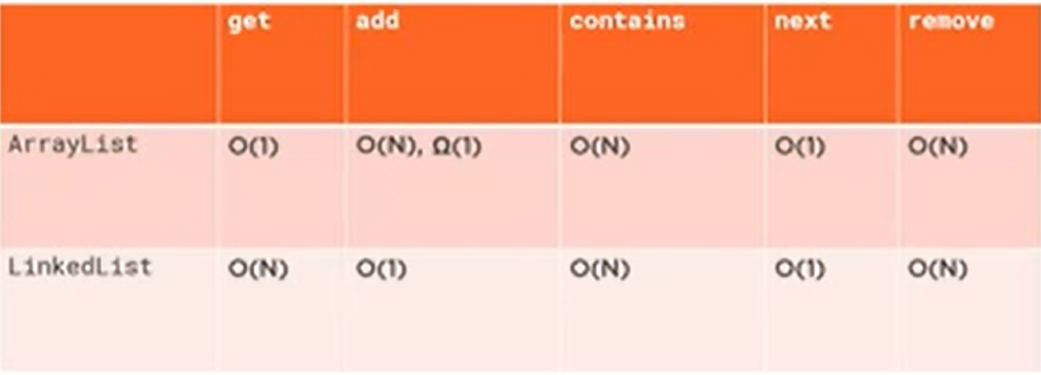 get add contains next remove
ArrayList O(1) O(N), Ω(1) O(N) O(1) O(N)
LinkedList O(N) O(1) O(N) O(1) O(N)